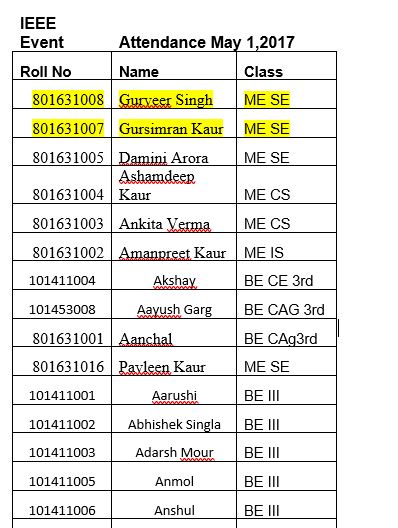 IEEE
Event Attendance May 1,2017
Roll No Name Class
801631008 Gurveer Singh ME SE
801631007 Gursimran Kaur ME SE
801631005 Damini Arora ME SE
801631004 Ashamdeep Kaur ME CS
801631003 Ankita Verma ME CS
801631002 Amanpreet Kaur ME IS
101411004 Akshay BE CE 3rd
101453008 Aayush Garg BE CAG 3rd
801631001 Aanchal BE CAg3rd
801631016 Pavleen Kaur ME SE
101411001 Aarushi BE III
101411002 Abhishek Singla BE III
101411003 Adarsh Mour BE III
101411005 Anmol BE III
101411006 Anshul BE III